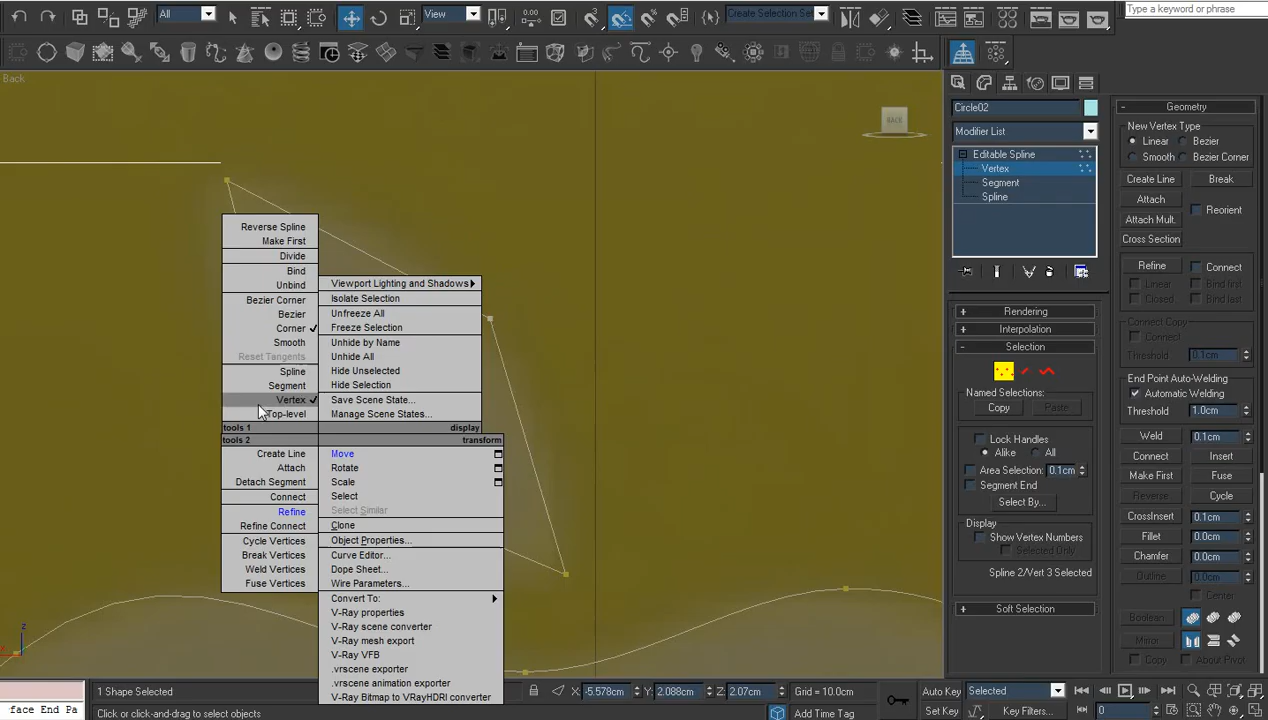 All
View
Create Selection Set
Type a keyword or phrase
Back
BACK
Circle02
Modifier List
Editable Spline
Vertex
Segment
Spline
Rendering
Interpolation
Selection
Named Selections:
Copy
Paste
Lock Handles
Alike
All
Area Selection:
0.1cm
Segment End
Select By...
Display
Show Vertex Numbers
Selected Only
Spline 2/Vert 3 Selected
Soft Selection
Geometry
New Vertex Type
Linear
Bezier
Smooth
Bezier Corner
Create Line
Break
Attach
Reorient
Attach Mult.
Cross Section
Refine
Connect
Linear
Bind first
Closed
Bind last
Connect Copy
Connect
Threshold
0.1cm
End Point Auto-Welding
Automatic Welding
Threshold
1.0cm
Weld
0.1cm
Connect
Insert
Make First
Fuse
Reverse
Cycle
CrossInsert
0.1cm
Fillet
0.0cm
Chamfer
0.0cm
Outline
0.0cm
Center
Boolean
Mirror
Copy
About Pivot
Reverse Spline
Make First
Divide
Bind
Unbind
Bezier Corner
Bezier
Corner
Smooth
Reset Tangents
Spline
Segment
Vertex
Top-level
tools 1
tools 2
Create Line
Attach
Detach Segment
Connect
Refine
Refine Connect
Cycle Vertices
Break Vertices
Weld Vertices
Fuse Vertices
Viewport Lighting and Shadows
Isolate Selection
Unfreeze All
Freeze Selection
Unhide by Name
Unhide All
Hide Unselected
Hide Selection
Save Scene State...
Manage Scene States...
display
transform
Move
Rotate
Scale
Select
Select Similar
Clone
Object Properties...
Curve Editor...
Dope Sheet...
Wire Parameters...
Convert To:
V-Ray properties
V-Ray scene converter
V-Ray mesh export
V-Ray VFB
.vrscene exporter
.vrscene animation exporter
V-Ray Bitmap to VRayHDRI converter
z
x
face End Pa
1 Shape Selected
Click or click-and-drag to select objects
X: -5.578cm
Y: 2.088cm
Z: 2.07cm
Grid = 10.0cm
Add Time Tag
Auto Key
Selected
Set Key
Key Filters...
0